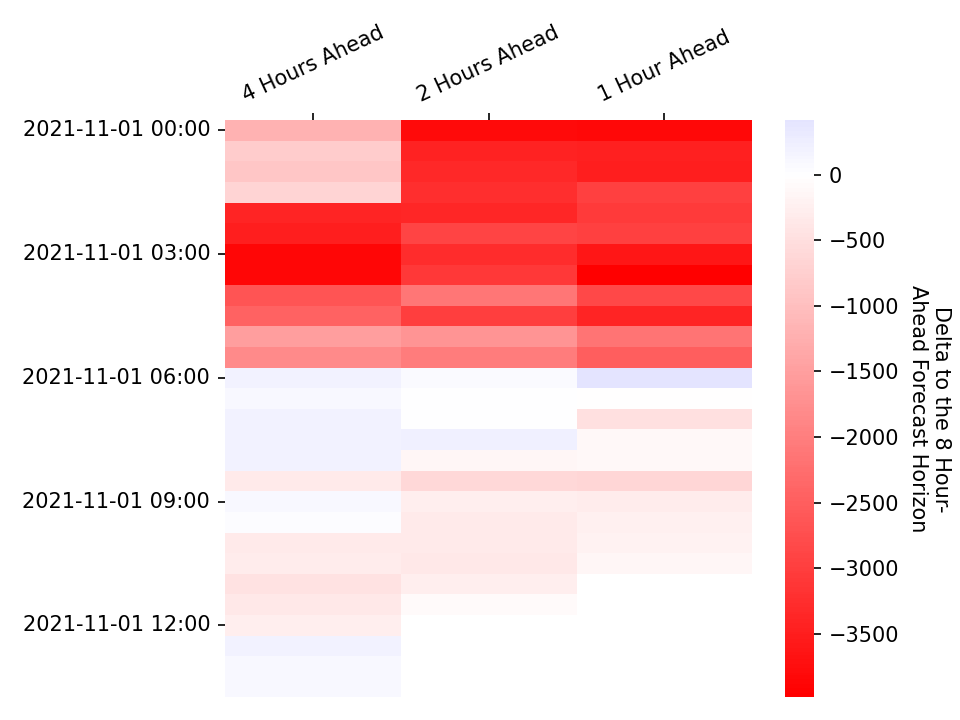 4 Hours Ahead
2 Hours Ahead
1 Hour Ahead
2021-11-01 00:00
2021-11-01 03:00
2021-11-01 06:00
2021-11-01 09:00
2021-11-01 12:00
0
−500
−1000
−1500
−2000
−2500
−3000
−3500
Delta to the 8 Hour-
Ahead Forecast Horizon